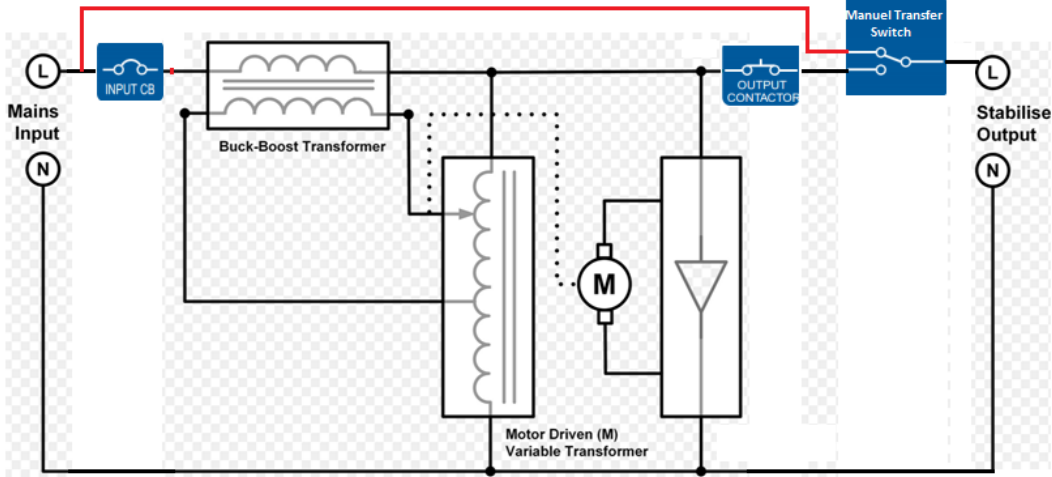 Manuel Transfer
Switch
L
INPUT CB
OUTPUT
CONTACTOR
L
Mains
Input
Buck-Boost Transformer
Stabilise
Output
N
N
M
Motor Driven (M)
Variable Transformer